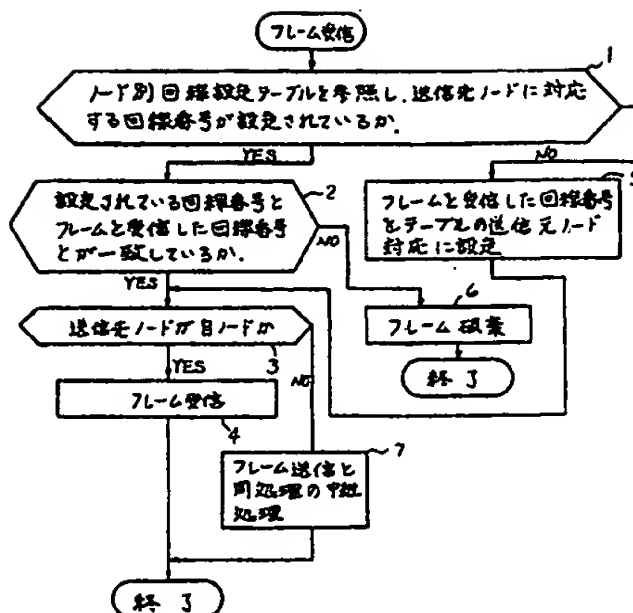 フレーム受信
1
ノード別回線設定テーブルを参照し、送信先ノードに対応
する回線番号が設定されているか.
YES
NO
2
設定されている回線番号と
フレームを受信した回線番号
とが一致しているか.
NO
YES
5
フレームを受信した回線番号
をテーブルの送信元ノード
対応に設定
6
フレーム破棄
終了
送信先ノードが自ノードか
3
YES
NO
フレーム受信
4
7
フレーム送信と
同処理の中継
処理
終了